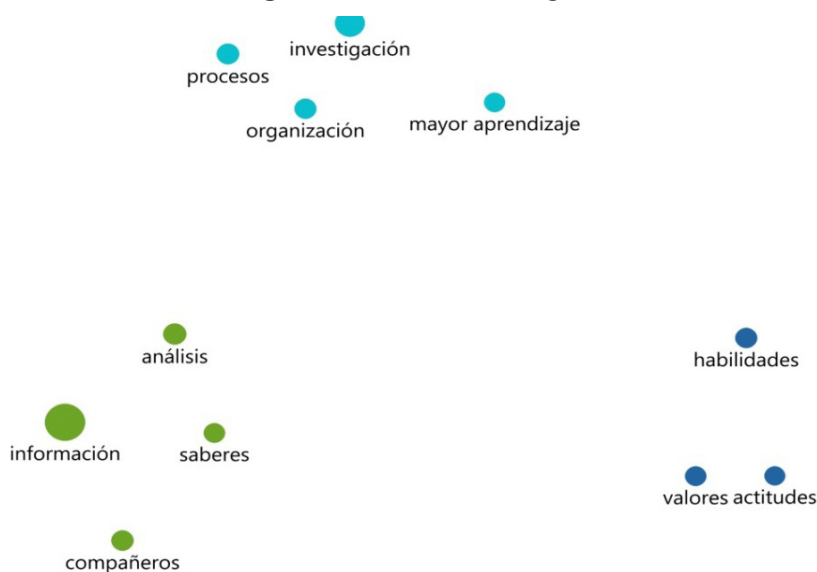 investigación
procesos
organización
mayor aprendizaje
análisis
habilidades
información
saberes
valores actitudes
compañeros